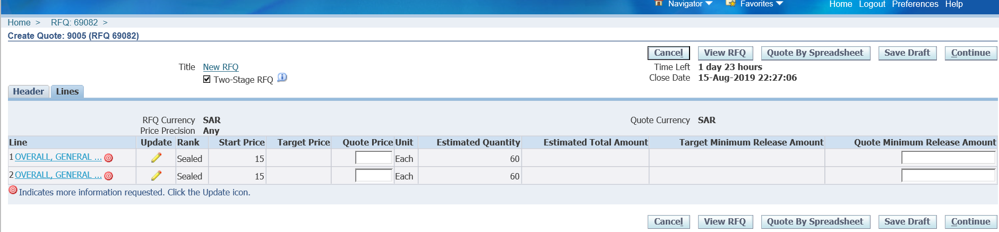 Navigator Favorites Home Logout Preferences Help
Home > RFQ: 69082 >
Create Quote: 9005 (RFQ 69082)
Cancel View RFQ Quote By Spreadsheet Save Draft Continue
Title New RFQ
Time Left 1 day 23 hours
Two-Stage RFQ
Close Date 15-Aug-2019 22:27:06
Header Lines
RFQ Currency SAR
Quote Currency SAR
Price Precision Any
Line Update Rank Start Price Target Price Quote Price Unit Estimated Quantity Estimated Total Amount Target Minimum Release Amount Quote Minimum Release Amount
1 OVERALL, GENERAL ... Sealed 15 Each 60
2 OVERALL, GENERAL ... Sealed 15 Each 60
Indicates more information requested. Click the Update icon.
Cancel View RFQ Quote By Spreadsheet Save Draft Continue